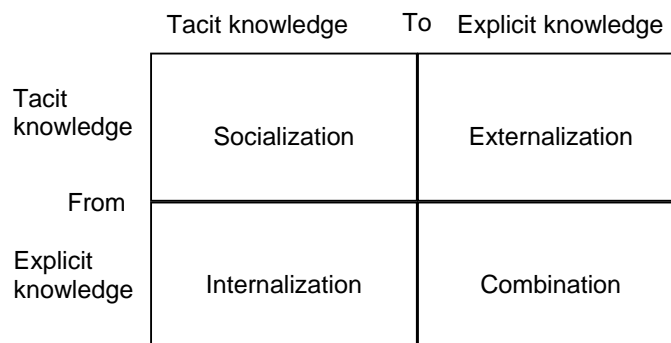 Tacit knowledge To Explicit knowledge
Tacit
knowledge
Socialization Externalization
From
Explicit
knowledge
Internalization Combination